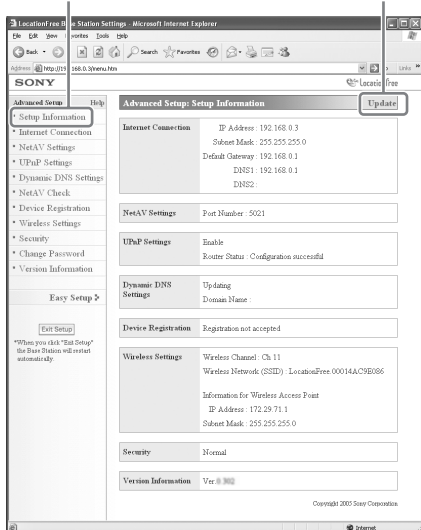 LocationFree Base Station Settings - Microsoft Internet Explorer
File Edit View Favorites Tools Help
Back Search Favorites
Address http://192.168.0.3/menu.htm Links
SONY LocationFree
Advanced Setup Help
Advanced Setup: Setup Information Update
* Setup Information
* Internet Connection
* NetAV Settings
* UPnP Settings
* Dynamic DNS Settings
* NetAV Check
* Device Registration
* Wireless Settings
* Security
* Change Password
* Version Information
Easy Setup
Exit Setup
*When you click "Exit Setup"
the Base Station will restart
automatically.
Internet Connection IP Address : 192.168.0.3
Subnet Mask : 255.255.255.0
Default Gateway : 192.168.0.1
DNS1 : 192.168.0.1
DNS2 :
NetAV Settings Port Number : 5021
UPnP Settings Enable
Router Status : Configuration successful
Dynamic DNS
Settings
Updating
Domain Name :
Device Registration Registration not accepted
Wireless Settings Wireless Channel : Ch 11
Wireless Network (SSID) : LocationFree 00014AC9E086
Information for Wireless Access Point
IP Address : 172.29.71.1
Subnet Mask : 255.255.255.0
Security Normal
Version Information Ver.
Copyright 2005 Sony Corporation
Internet